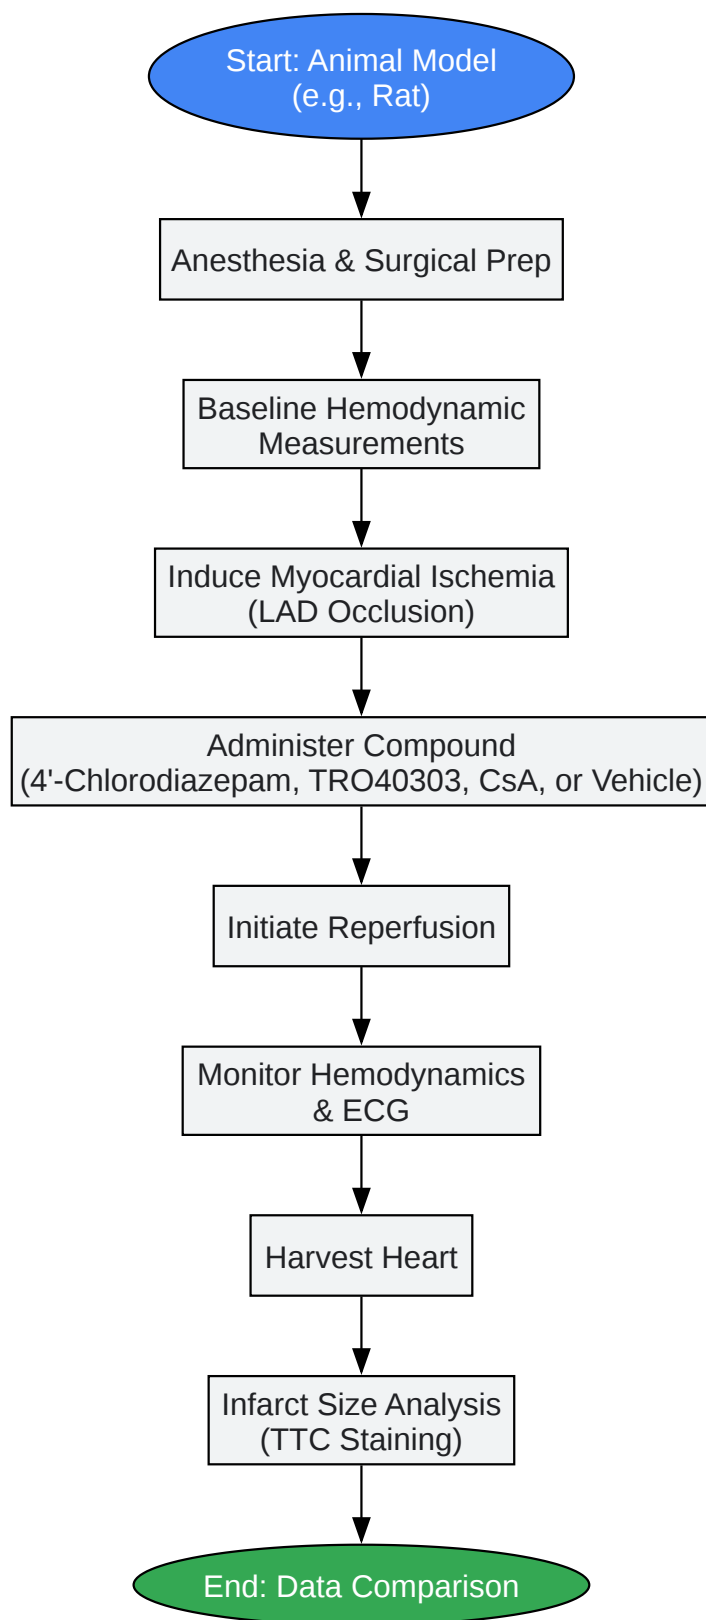 Start: Animal Model
(e.g., Rat)
Anesthesia & Surgical Prep
Baseline Hemodynamic
Measurements
Induce Myocardial Ischemia
(LAD Occlusion)
Administer Compound
(4'-Chlorodiazepam, TRO40303, CsA, or Vehicle)
Initiate Reperfusion
Monitor Hemodynamics
& ECG
Harvest Heart
Infarct Size Analysis
(TTC Staining)
End: Data Comparison